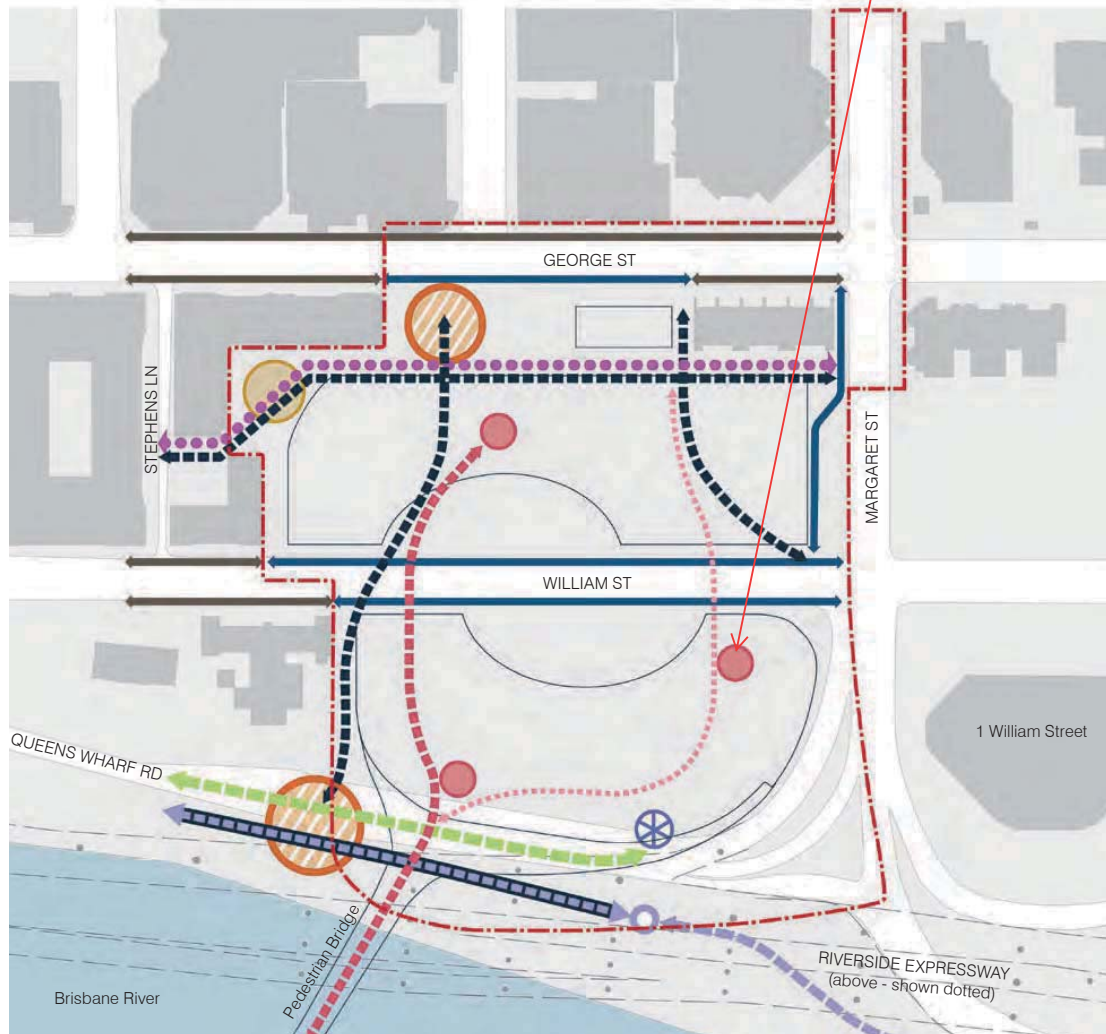 GEORGE ST
STEPHENS LN
MARGARET ST
WILLIAM ST
1 William Street
QUEENS WHARF RD
Pedestrian Bridge
RIVERSIDE EXPRESSWAY
(above - shown dotted)
Brisbane River